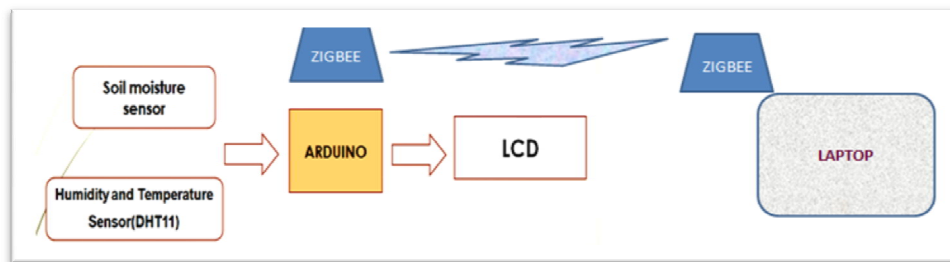 ZIGBEE
ZIGBEE
Soil moisture
sensor
ARDUINO
LCD
LAPTOP
Humidity and Temperature
Sensor(DHT11)